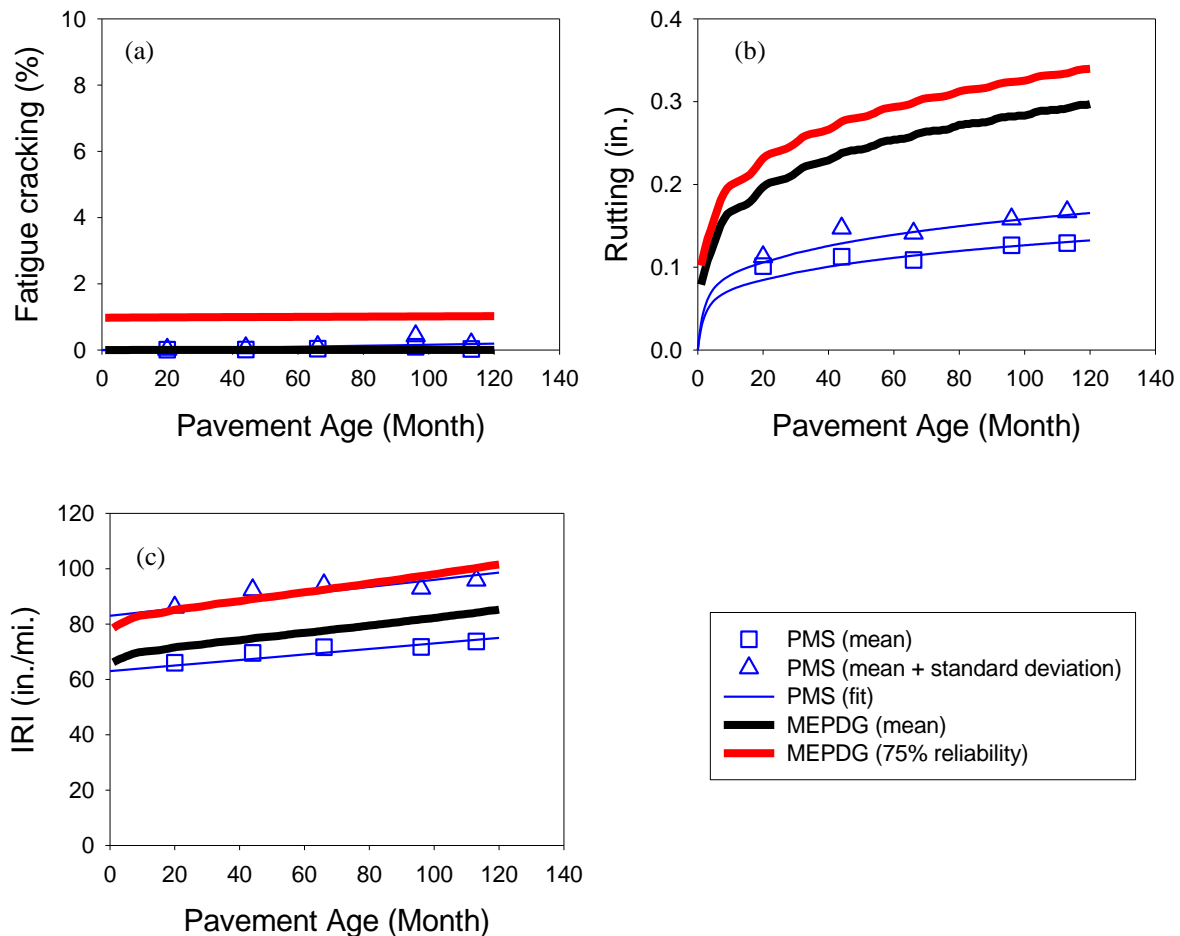 (a)
Fatigue cracking (%)
10
8
6
4
2
0
0 20 40 60 80 100 120 140
Pavement Age (Month)
(b)
Rutting (in.)
0.4
0.3
0.2
0.1
0.0
0 20 40 60 80 100 120 140
Pavement Age (Month)
(c)
IRI (in./mi.)
120
100
80
60
40
20
0
0 20 40 60 80 100 120 140
Pavement Age (Month)
PMS (mean)
PMS (mean + standard deviation)
PMS (fit)
MEPDG (mean)
MEPDG (75% reliability)